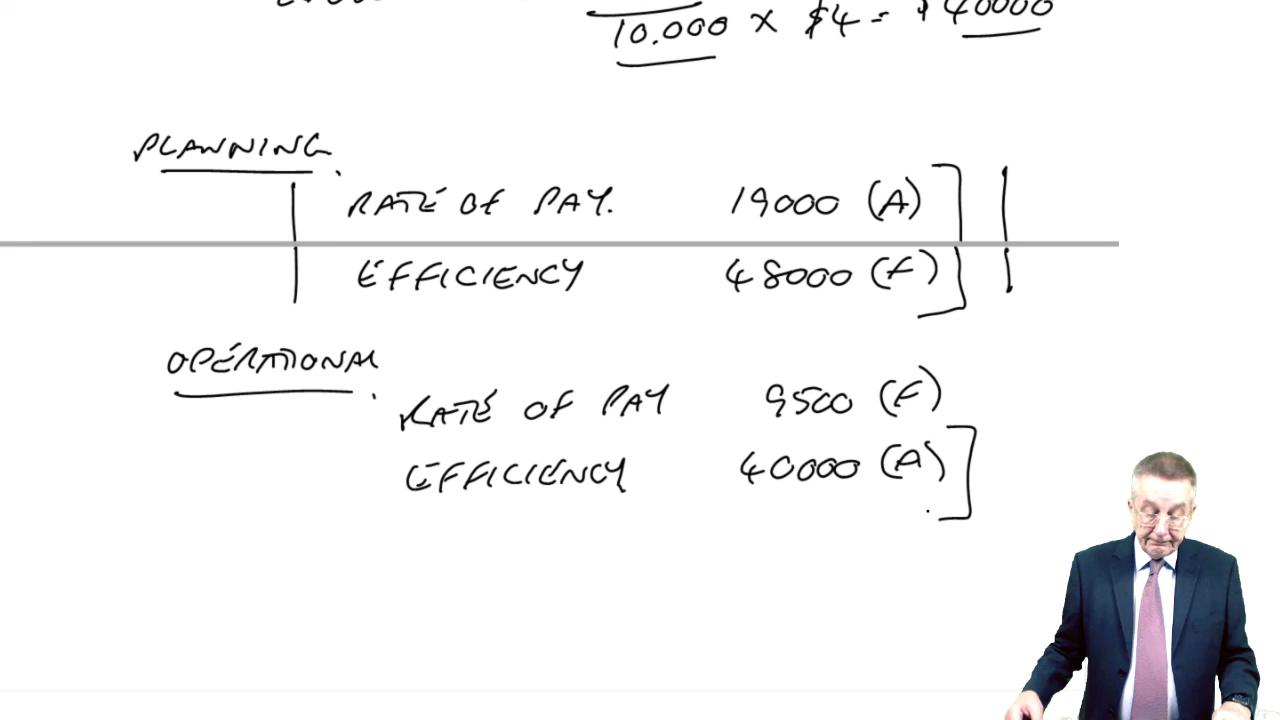 10.000 x $4 = $40000
PLANNING.
RATE OF PAY. 19000 (A)
EFFICIENCY 48000 (F)
OPERATIONAL.
RATE OF PAY 9500 (F)
EFFICIENCY 40000 (A)